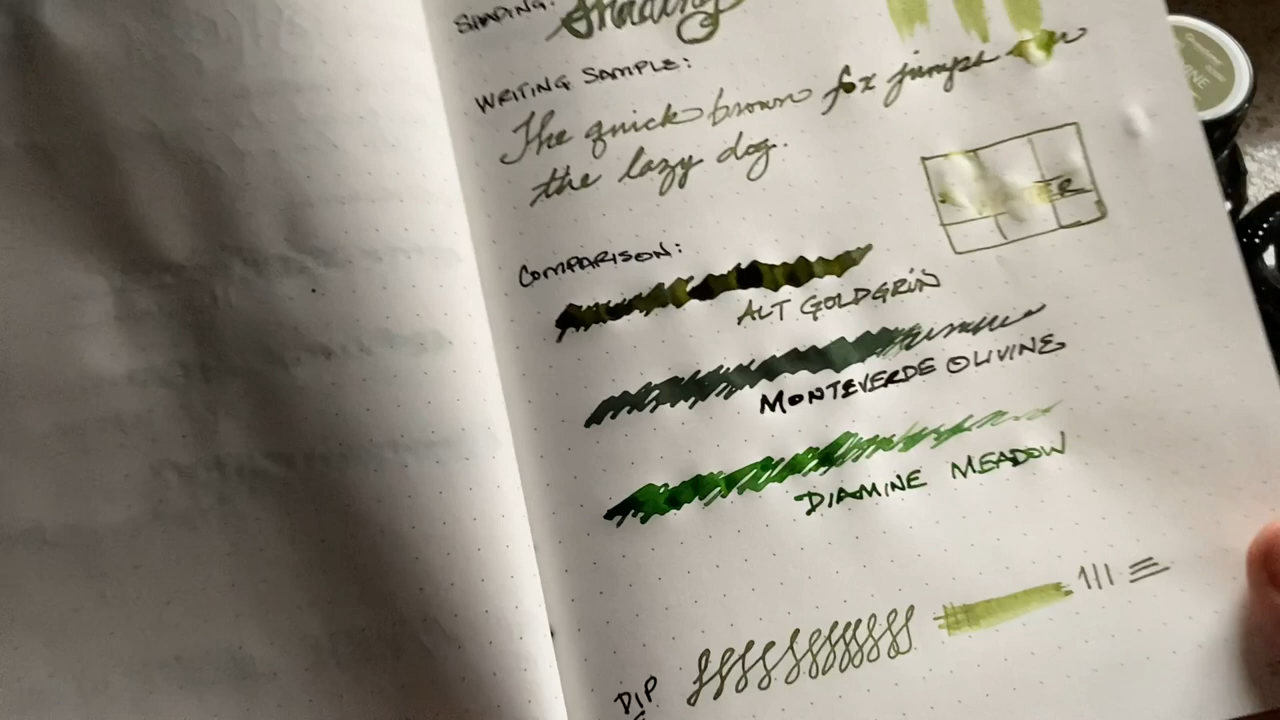 SHADING: Shading
WRITING SAMPLE:
The quick brown fox jumps
the lazy dog.
COMPARISON:
ALT GOLDGRÜN
MONTEVERDE OLIVINE
DIAMINE MEADOW
DIP